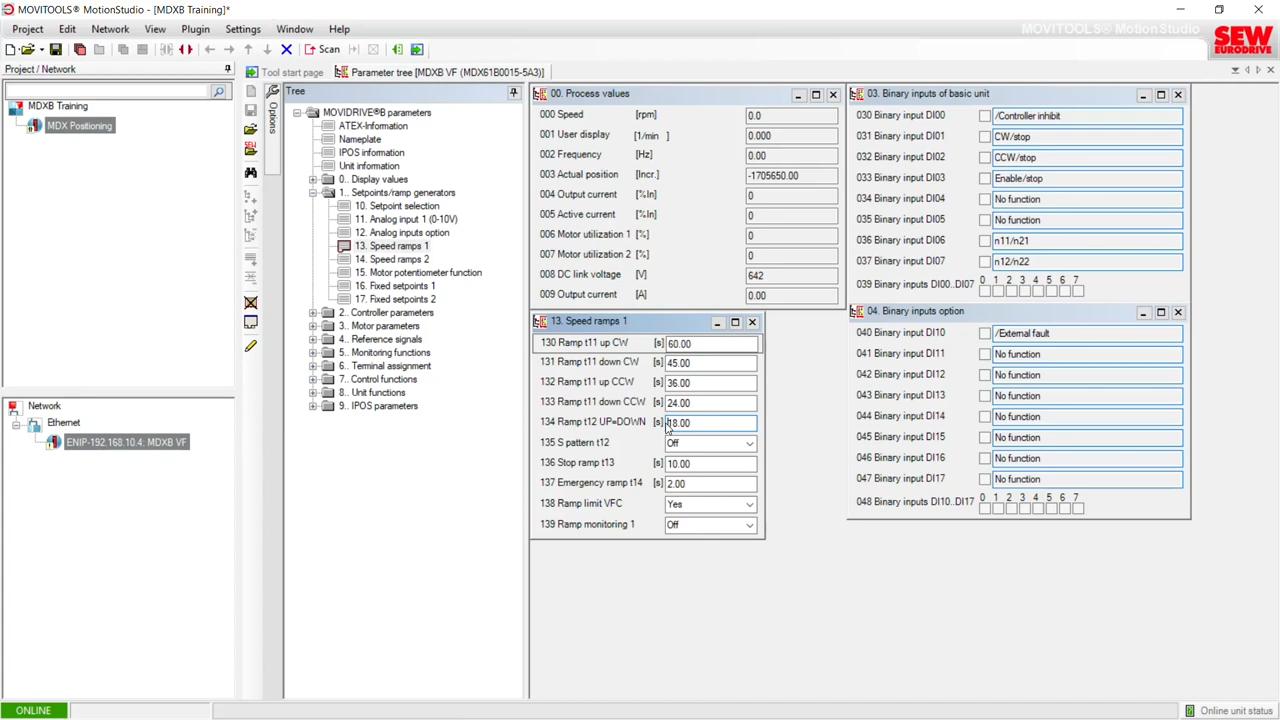 MOVITOOLS® MotionStudio - [MDXB Training]*
Project Edit Network View Plugin Settings Window Help
MOVITOOLS® MotionStudio
SEW
EURODRIVE
Scan
Project / Network
Tool start page
Parameter tree [MDXB VF (MDX61B0015-5A3)]
MDXB Training
MDX Postioning
Network
Ethernet
ENIP-192.168.10.4: MDXB VF
Options
Tree
MOVIDRIVE®B parameters
ATEX-Information
Nameplate
IPOS information
Unit information
0.. Display values
1.. Setpoints/ramp generators
10. Setpoint selection
11. Analog input 1 (0-10V)
12. Analog inputs option
13. Speed ramps 1
14. Speed ramps 2
15. Motor potentiometer function
16. Fixed setpoints 1
17. Fixed setpoints 2
2.. Controller parameters
3.. Motor parameters
4.. Reference signals
5.. Monitoring functions
6.. Terminal assignment
7.. Control functions
8.. Unit functions
9.. IPOS parameters
00. Process values
000 Speed [rpm] 0.0
001 User display [1/min ] 0.000
002 Frequency [Hz] 0.00
003 Actual position [Incr.] -1705650.00
004 Output current [%In] 0
005 Active current [%In] 0
006 Motor utilization 1 [%] 0
007 Motor utilization 2 [%] 0
008 DC link voltage [V] 642
009 Output current [A] 0.00
13. Speed ramps 1
130 Ramp t11 up CW [s] 60.00
131 Ramp t11 down CW [s] 45.00
132 Ramp t11 up CCW [s] 36.00
133 Ramp t11 down CCW [s] 24.00
134 Ramp t12 UP=DOWN [s] 18.00
135 S pattern t12 Off
136 Stop ramp t13 [s] 10.00
137 Emergency ramp t14 [s] 2.00
138 Ramp limit VFC Yes
139 Ramp monitoring 1 Off
03. Binary inputs of basic unit
030 Binary input DI00 /Controller inhibit
031 Binary input DI01 CW/stop
032 Binary input DI02 CCW/stop
033 Binary input DI03 Enable/stop
034 Binary input DI04 No function
035 Binary input DI05 No function
036 Binary input DI06 n11/n21
037 Binary input DI07 n12/n22
039 Binary inputs DI00..DI07 0 1 2 3 4 5 6 7
04. Binary inputs option
040 Binary input DI10 /External fault
041 Binary input DI11 No function
042 Binary input DI12 No function
043 Binary input DI13 No function
044 Binary input DI14 No function
045 Binary input DI15 No function
046 Binary input DI16 No function
047 Binary input DI17 No function
048 Binary inputs DI10..DI17 0 1 2 3 4 5 6 7
ONLINE
Online unit status